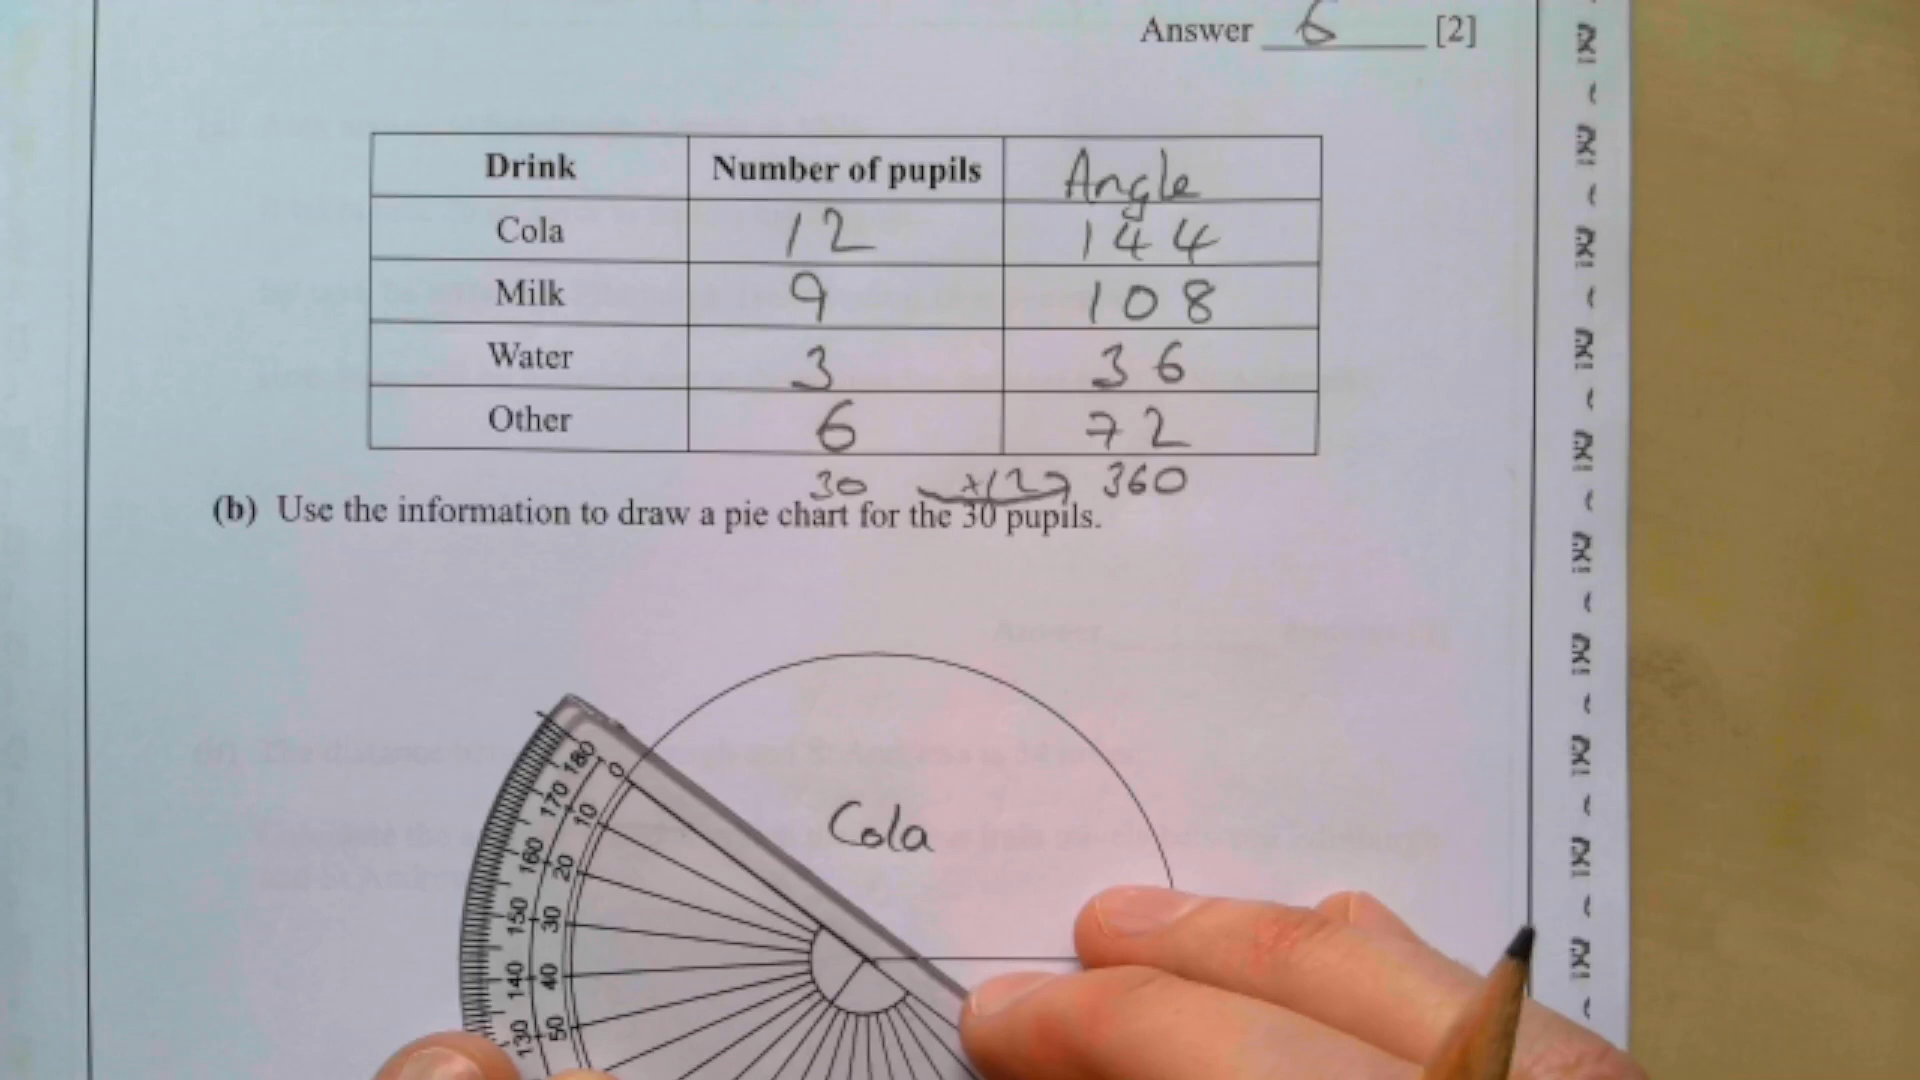 Answer 6 [2]
Drink Number of pupils Angle
Cola 12 144
Milk 9 108
Water 3 36
Other 6 72
30 ×12 360
(b) Use the information to draw a pie chart for the 30 pupils.
Cola
180 0
170 10
160 20
150 30
140 40
130 50